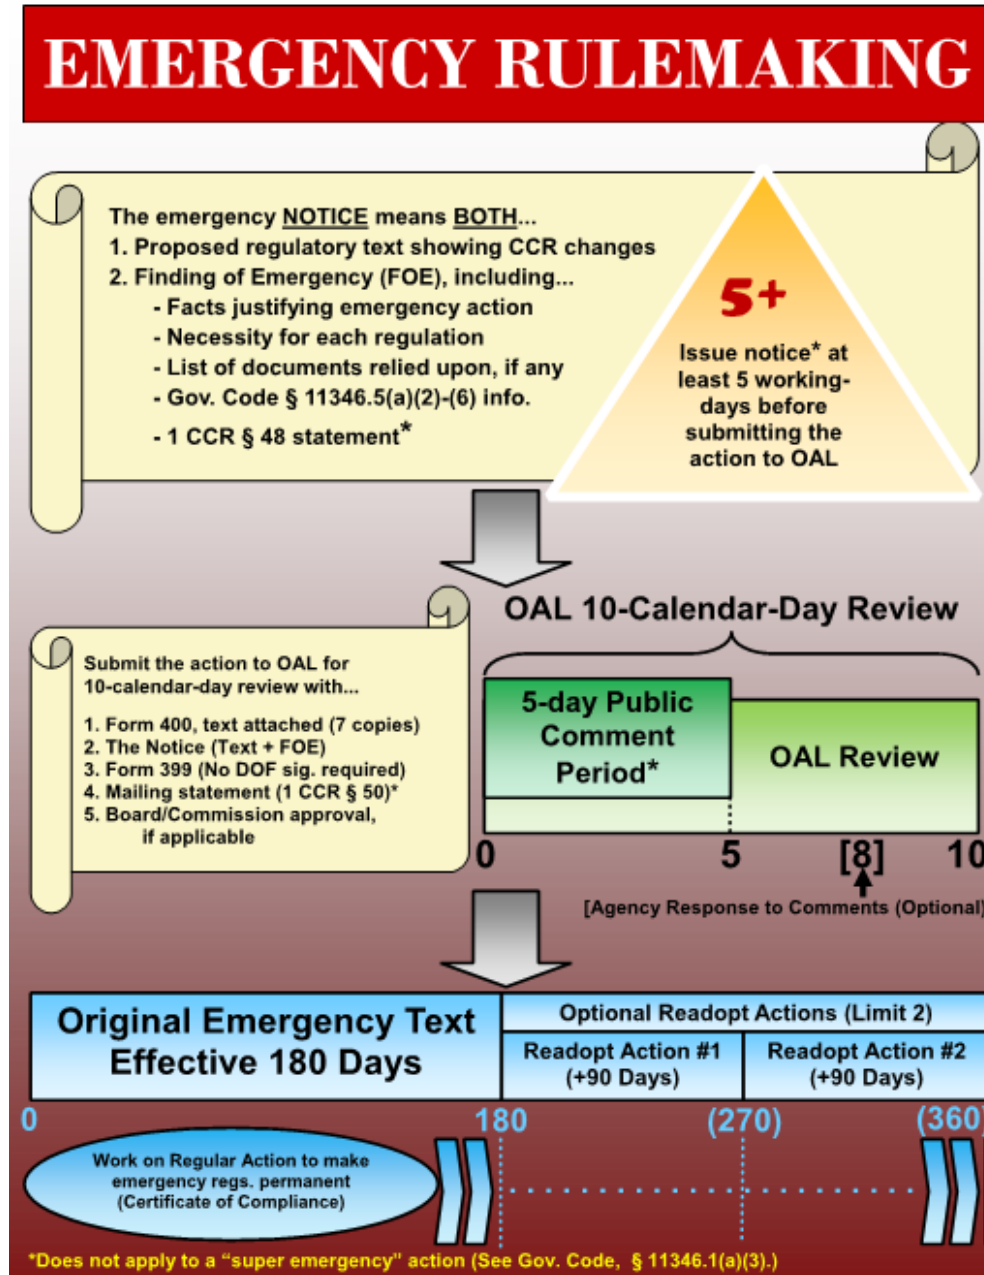 EMERGENCY RULEMAKING
The emergency NOTICE means BOTH...
1. Proposed regulatory text showing CCR changes
2. Finding of Emergency (FOE), including...
- Facts justifying emergency action
- Necessity for each regulation
- List of documents relied upon, if any
- Gov. Code § 11346.5(a)(2)-(6) info.
- 1 CCR § 48 statement*
5+
Issue notice* at
least 5 working-
days before
submitting the
action to OAL
Submit the action to OAL for
10-calendar-day review with...
1. Form 400, text attached (7 copies)
2. The Notice (Text + FOE)
3. Form 399 (No DOF sig. required)
4. Mailing statement (1 CCR § 50)*
5. Board/Commission approval,
if applicable
OAL 10-Calendar-Day Review
5-day Public
Comment
Period*
OAL Review
0 5 [8] 10
[Agency Response to Comments (Optional)
Original Emergency Text
Effective 180 Days
Optional Readopt Actions (Limit 2)
Readopt Action #1
(+90 Days)
Readopt Action #2
(+90 Days)
0 180 (270) (360)
Work on Regular Action to make
emergency regs. permanent
(Certificate of Compliance)
*Does not apply to a “super emergency” action (See Gov. Code, § 11346.1(a)(3).)